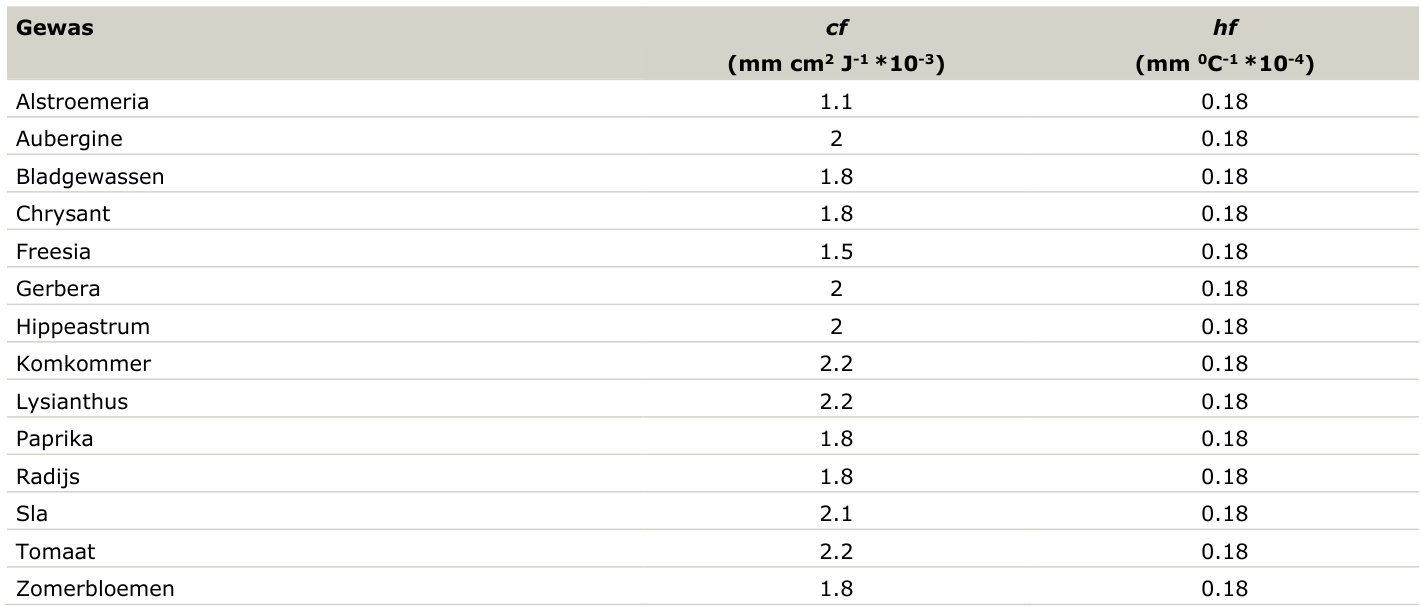 Gewas cf hf
(mm cm² J⁻¹ *10⁻³) (mm ⁰C⁻¹ *10⁻⁴)
Alstroemeria 1.1 0.18
Aubergine 2 0.18
Bladgewassen 1.8 0.18
Chrysant 1.8 0.18
Freesia 1.5 0.18
Gerbera 2 0.18
Hippeastrum 2 0.18
Komkommer 2.2 0.18
Lysianthus 2.2 0.18
Paprika 1.8 0.18
Radijs 1.8 0.18
Sla 2.1 0.18
Tomaat 2.2 0.18
Zomerbloemen 1.8 0.18